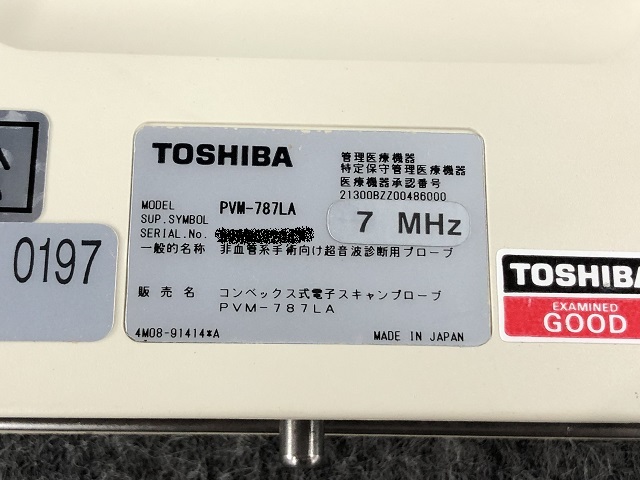 TOSHIBA
管理医療機器
特定保守管理医療機器
医療機器承認番号
21300BZZ00486000
MODEL PVM-787LA
SUP.SYMBOL
SERIAL.No.
7 MHz
一般的名称 非血管系手術向け超音波診断用プローブ
販売名 コンベックス式電子スキャンプローブ
PVM-787LA
4M08-91414*A
MADE IN JAPAN
0197
TOSHIBA
EXAMINED
GOOD